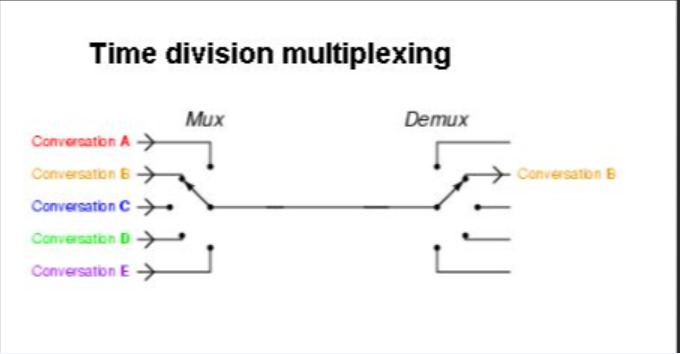 Time division multiplexing
Mux
Demux
Conversation A
Conversation B
Conversation B
Conversation C
Conversation D
Conversation E